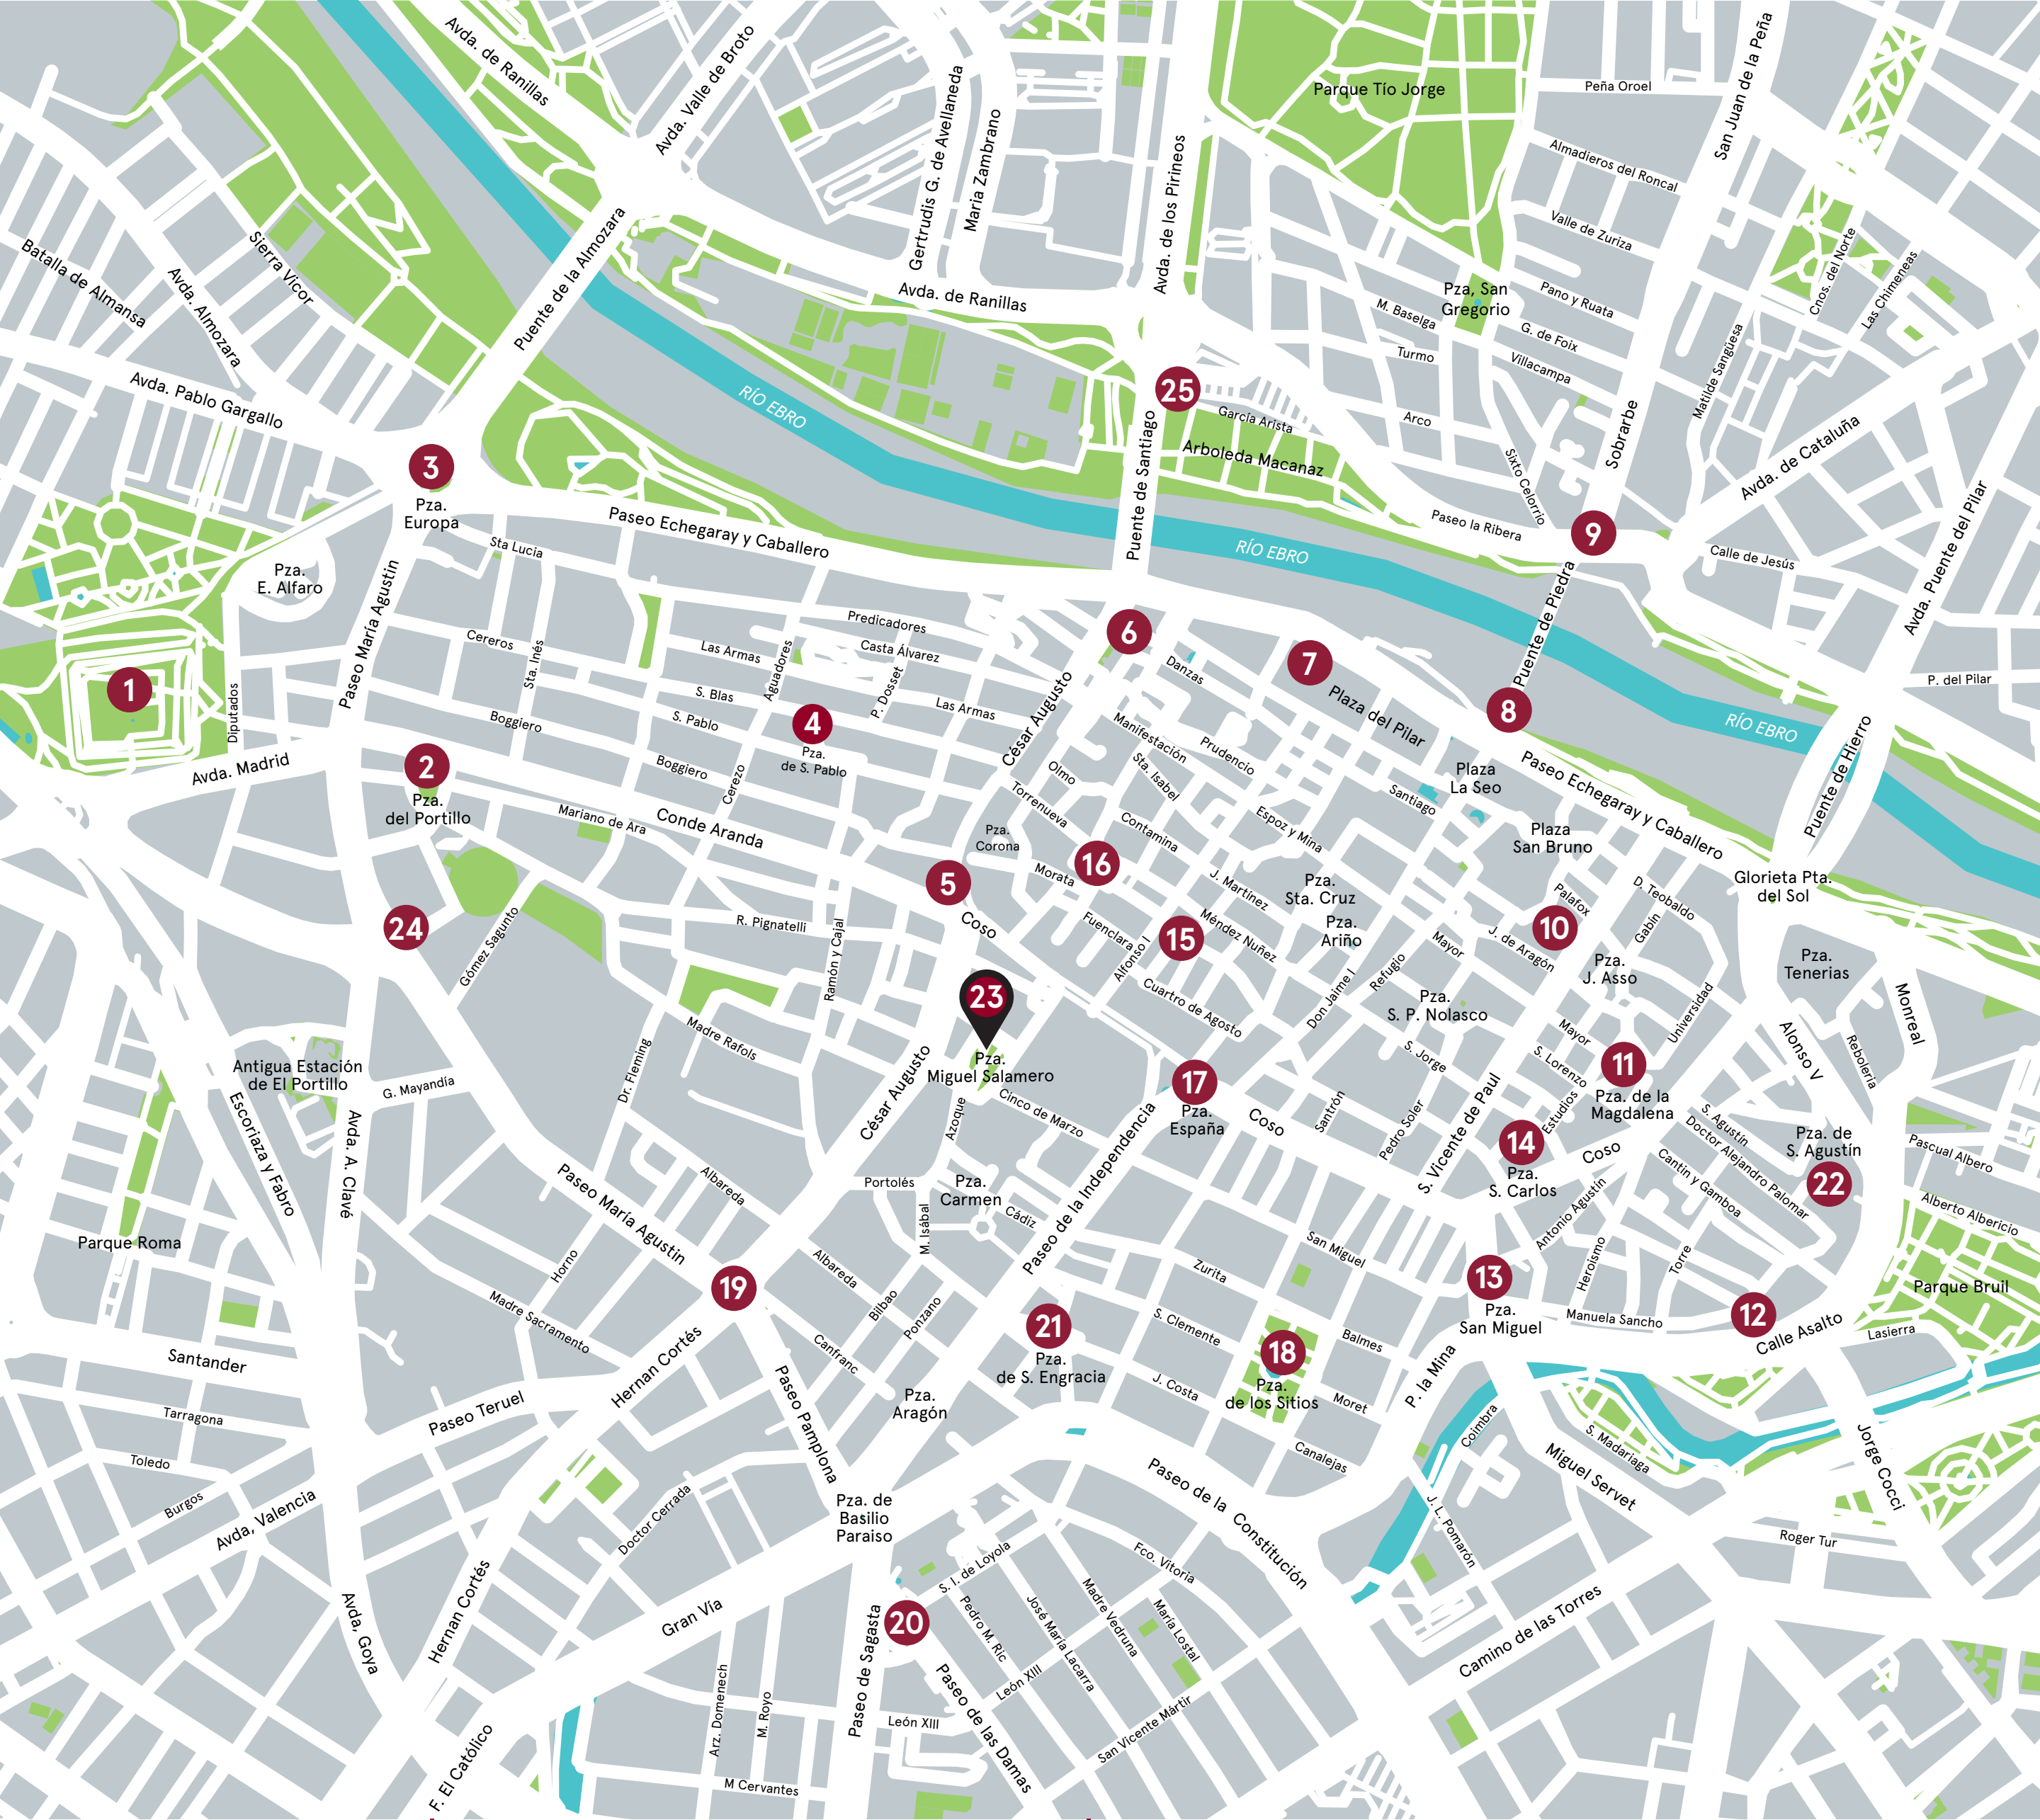 Avda. de Ranillas
Avda. Valle de Broto
Gertrudis G. de Avellaneda
Maria Zambrano
Avda. de los Pirineos
Parque Tío Jorge
Peña Oroel
San Juan de la Peña
Almadieros del Roncal
Valle de Zuriza
Cnos. del Norte
Las Chimeneas
Batalla de Almansa
Avda. Almozara
Sierra Vicor
Puente de la Almozara
Avda. de Ranillas
Pza, San
Gregorio
Pano y Ruata
M. Baselga
G. de Foix
Turmo
Villacampa
Matilde Sangüesa
Avda. Pablo Gargallo
RÍO EBRO
25
García Arista
Arco
Sobrarbe
Arboleda Macanaz
Avda. de Cataluña
3
Pza.
Europa
Puente de Santiago
Sixto Celorrio
Paseo Echegaray y Caballero
Paseo la Ribera
9
Avda. Puente del Pilar
Sta Lucia
RÍO EBRO
Calle de Jesús
Pza.
E. Alfaro
Paseo María Agustin
Puente de Piedra
Predicadores
6
Cereros
Sta. Inés
Las Armas
Casta Álvarez
Aguadores
P. Dosset
Danzas
7
1
Diputados
S. Blas
Las Armas
César Augusto
Plaza del Pilar
8
P. del Pilar
Boggiero
S. Pablo
4
Pza.
de S. Pablo
Manifestación
Prudencio
RÍO EBRO
Puente de Hierro
Avda. Madrid
2
Pza.
del Portillo
Boggiero
Cerezo
Olmo
Sta. Isabel
Torrenueva
Plaza
La Seo
Paseo Echegaray y Caballero
Santiago
Mariano de Ara
Conde Aranda
Pza.
Corona
Contamina
Espoz y Mina
Plaza
San Bruno
16
5
Morata
J. Martínez
Pza.
Sta. Cruz
Glorieta Pta.
del Sol
Palafox
D. Teobaldo
24
Gómez Sagunto
R. Pignatelli
Ramón y Cajal
Coso
Fuenclara
Alfonso I
15
Méndez Nuñez
Pza.
Ariño
Mayor
J. de Aragón
10
Gabín
Pza.
J. Asso
Pza.
Tenerias
23
Cuatro de Agosto
Don Jaime I
Refugio
Pza.
S. P. Nolasco
Universidad
Monreal
Madre Rafols
Dr. Fleming
César Augusto
Pza.
Miguel Salamero
S. Jorge
Mayor
S. Lorenzo
Alonso V
Rebolería
Antigua Estación
de El Portillo
G. Mayandía
Azoque
Cinco de Marzo
17
Pza.
España
Coso
Santrón
Pedro Soler
S. Vicente de Paul
Estudios
11
Pza. de la
Magdalena
S. Agustín
Doctor Alejandro Palomar
Pza. de
S. Agustín
22
Pascual Albero
Escoriaza y Fabro
Avda. A. Clavé
14
Pza.
S. Carlos
Coso
Cantin y Gamboa
Alberto Albericio
Paseo María Agustin
Albareda
Portolés
Pza.
Carmen
M. Isábal
Cádiz
Paseo de la Independencia
Antonio Agustín
Parque Roma
Horno
19
Albareda
Zurita
San Miguel
13
Pza.
San Miguel
Heroismo
Torre
Manuela Sancho
12
Calle Asalto
Lasierra
Parque Bruil
Madre Sacramento
Bilbao
Ponzano
21
Pza.
de S. Engracia
S. Clemente
18
Pza.
de los Sitios
Balmes
P. la Mina
Santander
Hernan Cortés
Canfranc
Pza.
Aragón
J. Costa
Moret
Tarragona
Paseo Teruel
Paseo Pamplona
Coimbra
S. Madariaga
Jorge Cocci
Toledo
Canalejas
Miguel Servet
Burgos
Avda, Valencia
Doctor Cerrada
Pza. de
Basilio
Paraiso
Paseo de la Constitución
J. L. Pomarón
Roger Tur
Avda, Goya
Hernan Cortés
Gran Vía
S. I. de Loyola
Fco. Vitoria
20
Pedro M. Ric
José María Lacarra
Madre Vedruna
María Lostal
Camino de las Torres
Paseo de Sagasta
León XIII
Arz. Domenech
M. Royo
León XIII
Paseo de las Damas
San Vicente Mártir
F. El Católico
M Cervantes